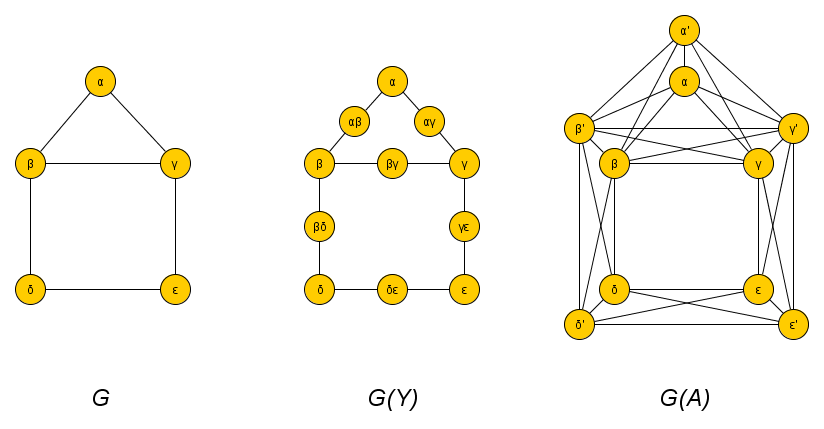 α
β γ
δ ε
G
α
αβ αγ
β βγ γ
βδ γε
δ δε ε
G(Y)
α'
α
β' γ'
β γ
δ ε
δ' ε'
G(A)